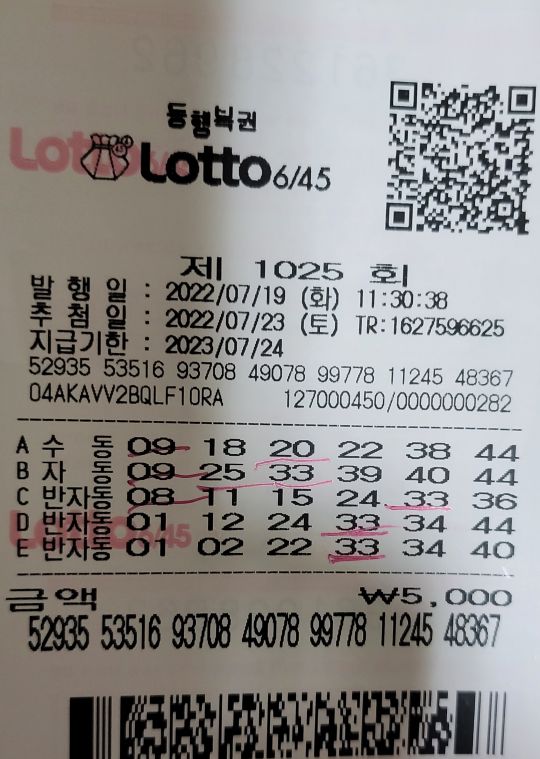 동행복권
Lotto 6/45
제 1025 회
발 행 일 : 2022/07/19 (화) 11:30:38
추 첨 일 : 2022/07/23 (토) TR:1627596625
지급기한 : 2023/07/24
52935 53516 93708 49078 99778 11245 48367
04AKAVV2BQLF10RA 127000450/0000000282
A 수 동 09 18 20 22 38 44
B 자 동 09 25 33 39 40 44
C 반자동 08 11 15 24 33 36
D 반자동 01 12 24 33 34 44
E 반자동 01 02 22 33 34 40
금액 ₩5,000
52935 53516 93708 49078 99778 11245 48367